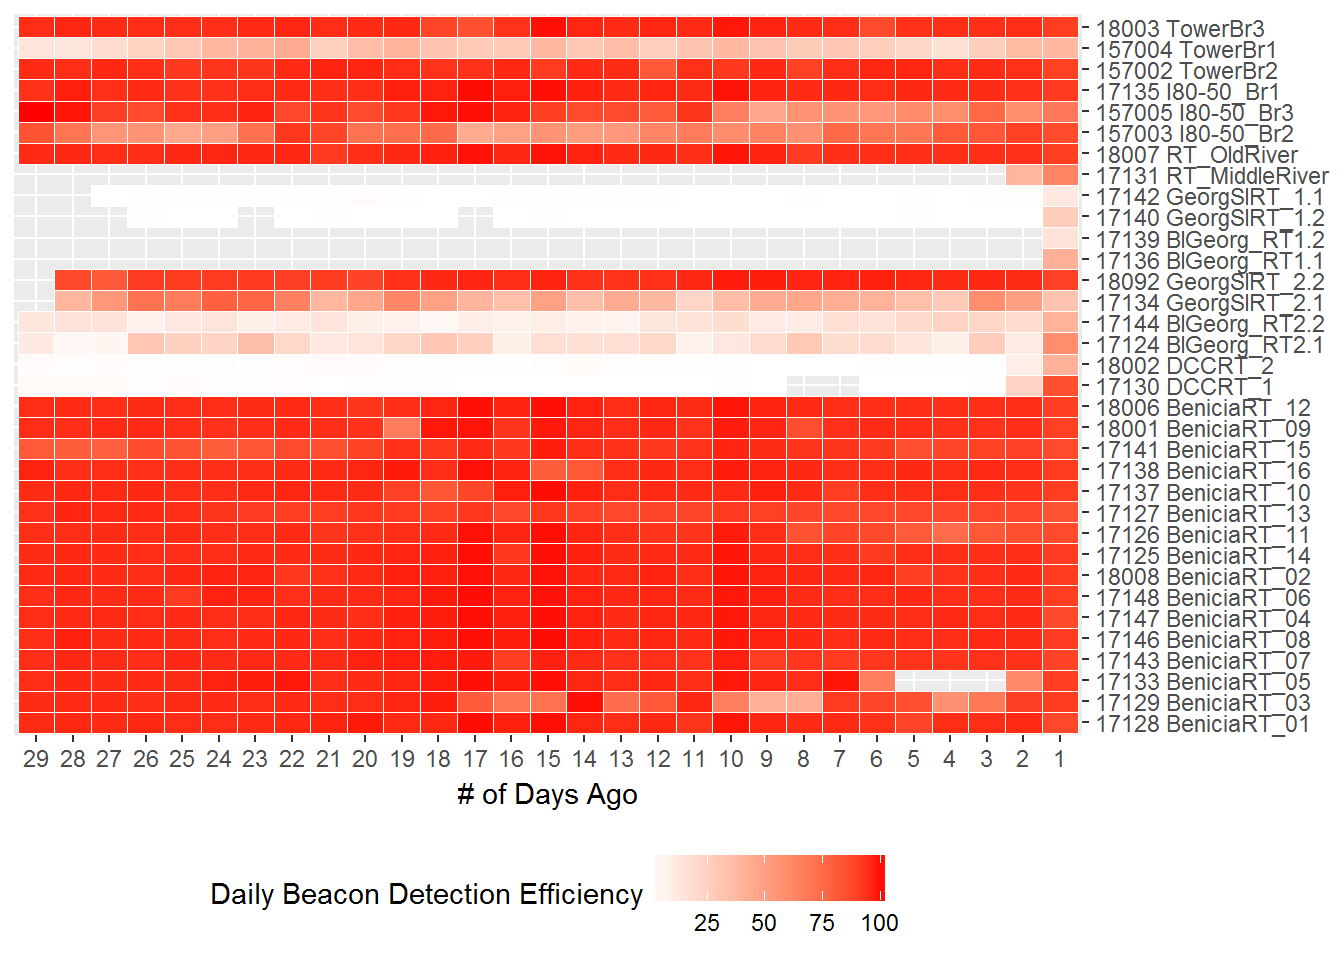 18003 TowerBr3
157004 TowerBr1
157002 TowerBr2
17135 I80-50_Br1
157005 I80-50_Br3
157003 I80-50_Br2
18007 RT_OldRiver
17131 RT_MiddleRiver
17142 GeorgSlRT_1.1
17140 GeorgSlRT_1.2
17139 BlGeorg_RT1.2
17136 BlGeorg_RT1.1
18092 GeorgSlRT_2.2
17134 GeorgSlRT_2.1
17144 BlGeorg_RT2.2
17124 BlGeorg_RT2.1
18002 DCCRT_2
17130 DCCRT_1
18006 BeniciaRT_12
18001 BeniciaRT_09
17141 BeniciaRT_15
17138 BeniciaRT_16
17137 BeniciaRT_10
17127 BeniciaRT_13
17126 BeniciaRT_11
17125 BeniciaRT_14
18008 BeniciaRT_02
17148 BeniciaRT_06
17147 BeniciaRT_04
17146 BeniciaRT_08
17143 BeniciaRT_07
17133 BeniciaRT_05
17129 BeniciaRT_03
17128 BeniciaRT_01
29 28 27 26 25 24 23 22 21 20 19 18 17 16 15 14 13 12 11 10 9 8 7 6 5 4 3 2 1
# of Days Ago
Daily Beacon Detection Efficiency
25 50 75 100